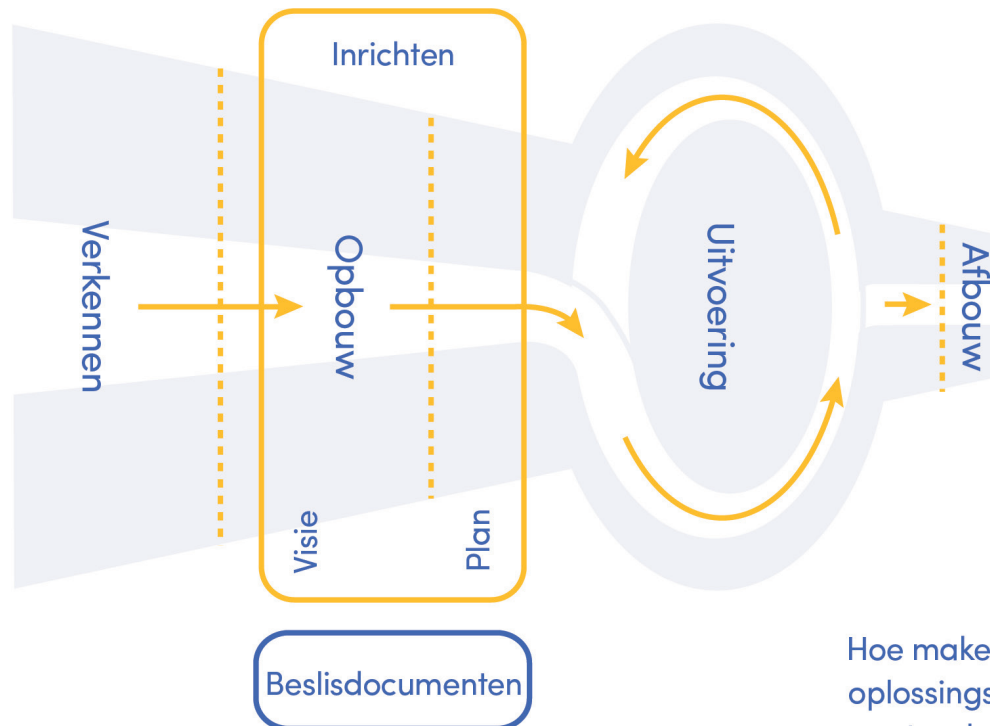 Inrichten
Verkennen
Opbouw
Uitvoering
Afbouw
Visie
Plan
Beslisdocumenten
Hoe make
oplossings